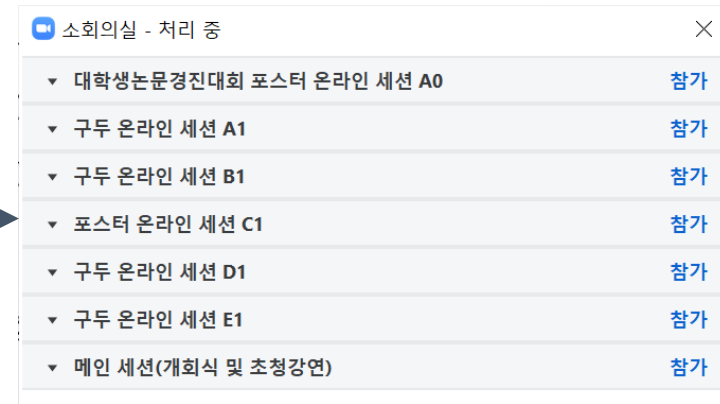 소회의실 - 처리 중
대학생논문경진대회 포스터 온라인 세션 A0 참가
구두 온라인 세션 A1 참가
구두 온라인 세션 B1 참가
포스터 온라인 세션 C1 참가
구두 온라인 세션 D1 참가
구두 온라인 세션 E1 참가
메인 세션(개회식 및 초청강연) 참가